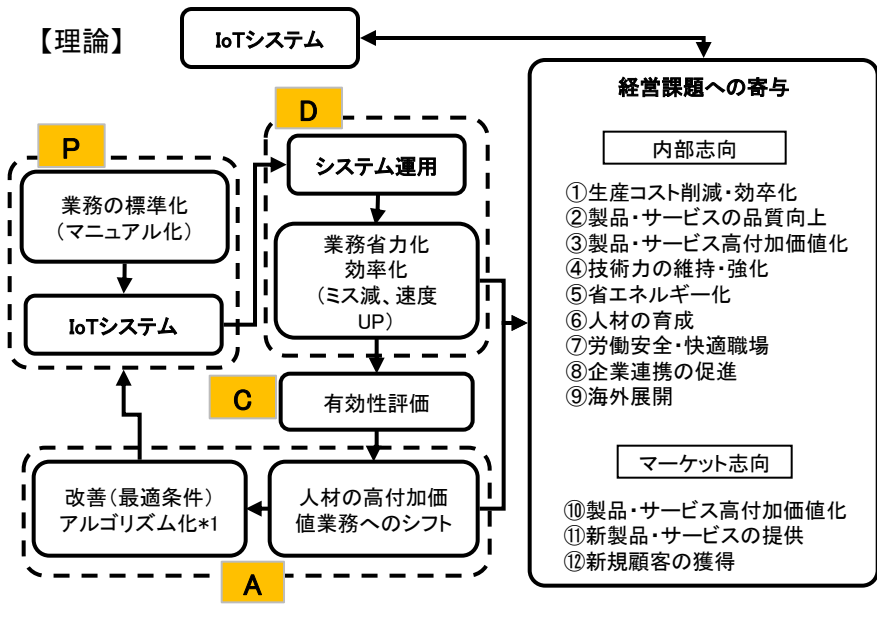 【理論】
IoTシステム
P
業務の標準化
（マニュアル化）
IoTシステム
D
システム運用
業務省力化
効率化
（ミス減、速度
UP）
C
有効性評価
改善（最適条件）
アルゴリズム化*1
人材の高付加価
値業務へのシフト
A
経営課題への寄与
内部志向
①生産コスト削減・効率化
②製品・サービスの品質向上
③製品・サービス高付加価値化
④技術力の維持・強化
⑤省エネルギー化
⑥人材の育成
⑦労働安全・快適職場
⑧企業連携の促進
⑨海外展開
マーケット志向
⑩製品・サービス高付加価値化
⑪新製品・サービスの提供
⑫新規顧客の獲得